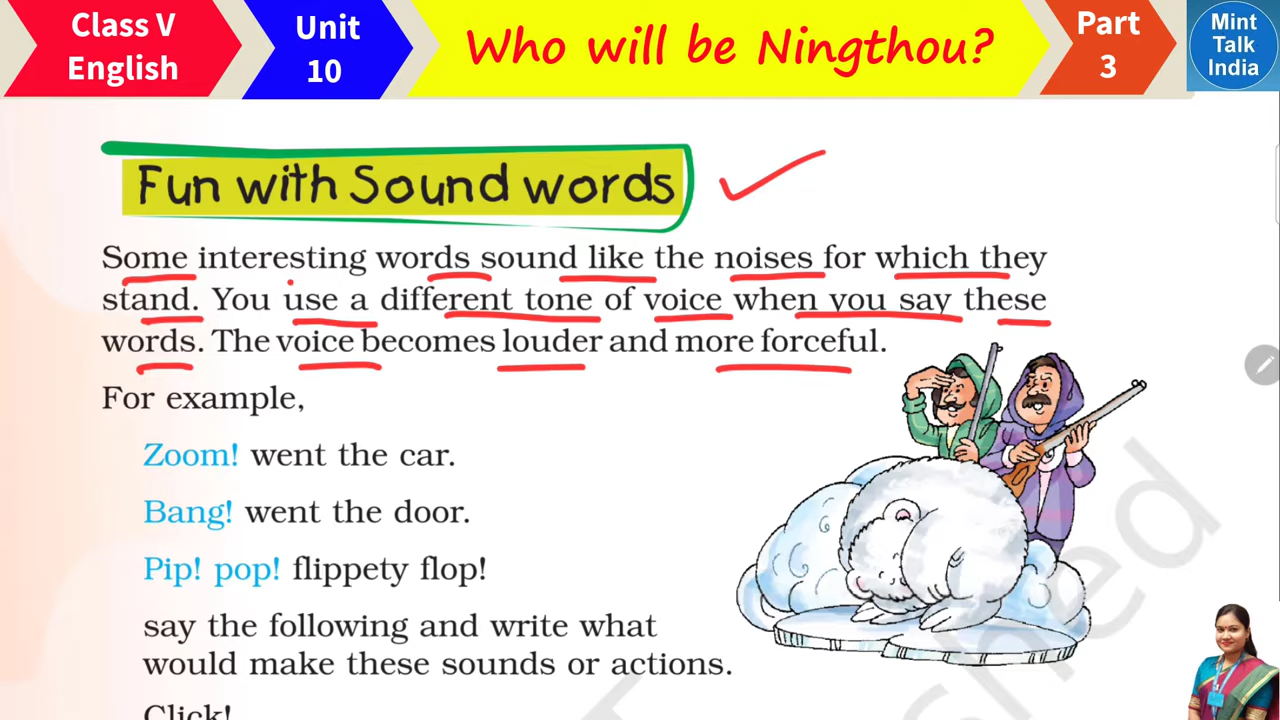 Class V
English
Unit
10
Who will be Ningthou?
Part
3
Mint
Talk
India
Fun with Sound words
Some interesting words sound like the noises for which they
stand. You use a different tone of voice when you say these
words. The voice becomes louder and more forceful.
For example,
Zoom! went the car.
Bang! went the door.
Pip! pop! flippety flop!
say the following and write what
would make these sounds or actions.
Click!